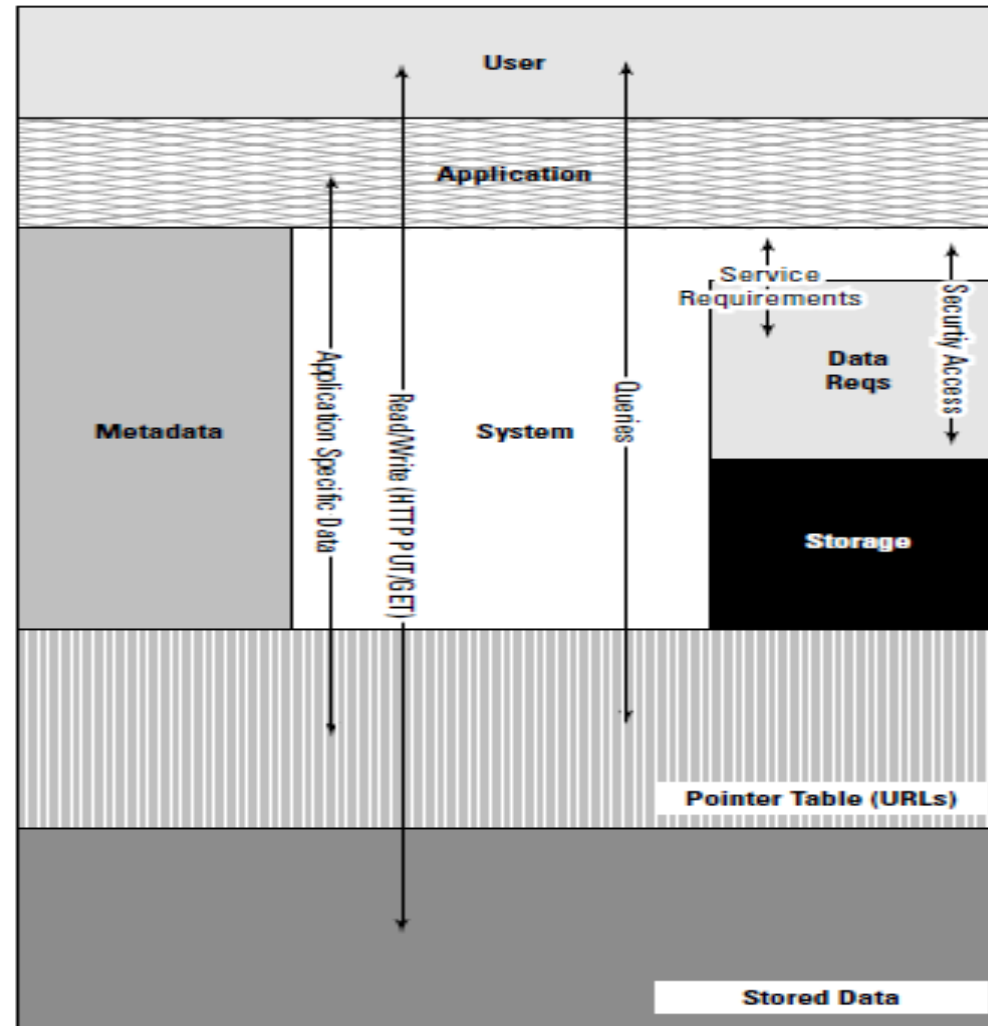 User
Application
Service
Requirements
Securtiy Access
Data
Reqs
Application Specific Data
Read/Write (HTTP PUT/GET)
Queries
Metadata
System
Storage
Pointer Table (URLs)
Stored Data